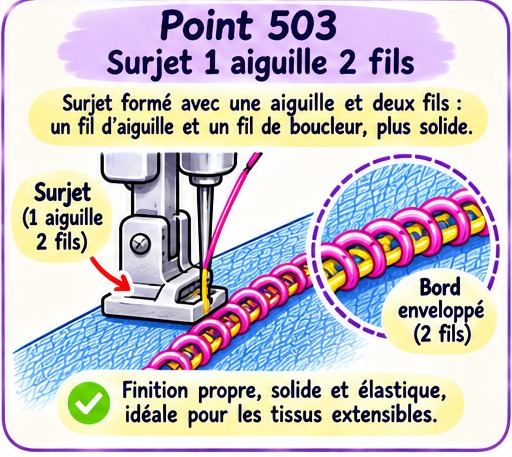 Point 503
Surjet 1 aiguille 2 fils
Surjet formé avec une aiguille et deux fils :
un fil d'aiguille et un fil de boucleur, plus solide.
Surjet
(1 aiguille
2 fils)
Bord
enveloppé
(2 fils)
Finition propre, solide et élastique,
idéale pour les tissus extensibles.